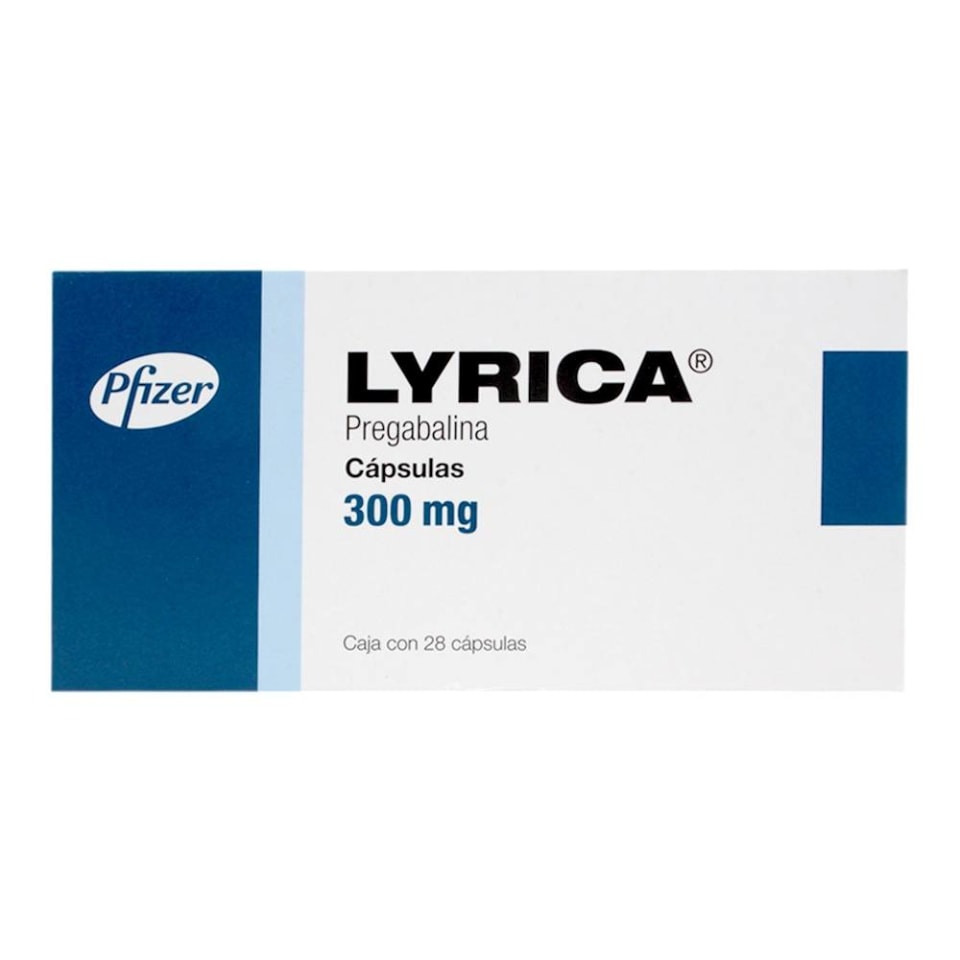 Pfizer
LYRICA®
Pregabalina
Cápsulas
300 mg
Caja con 28 cápsulas